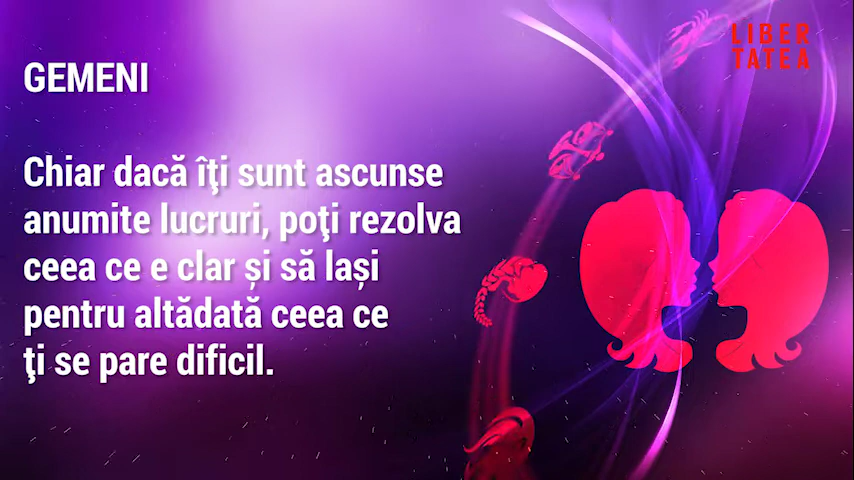 LIBER
TATEA
GEMENI
Chiar dacă îţi sunt ascunse
anumite lucruri, poţi rezolva
ceea ce e clar și să lași
pentru altădată ceea ce
ţi se pare dificil.